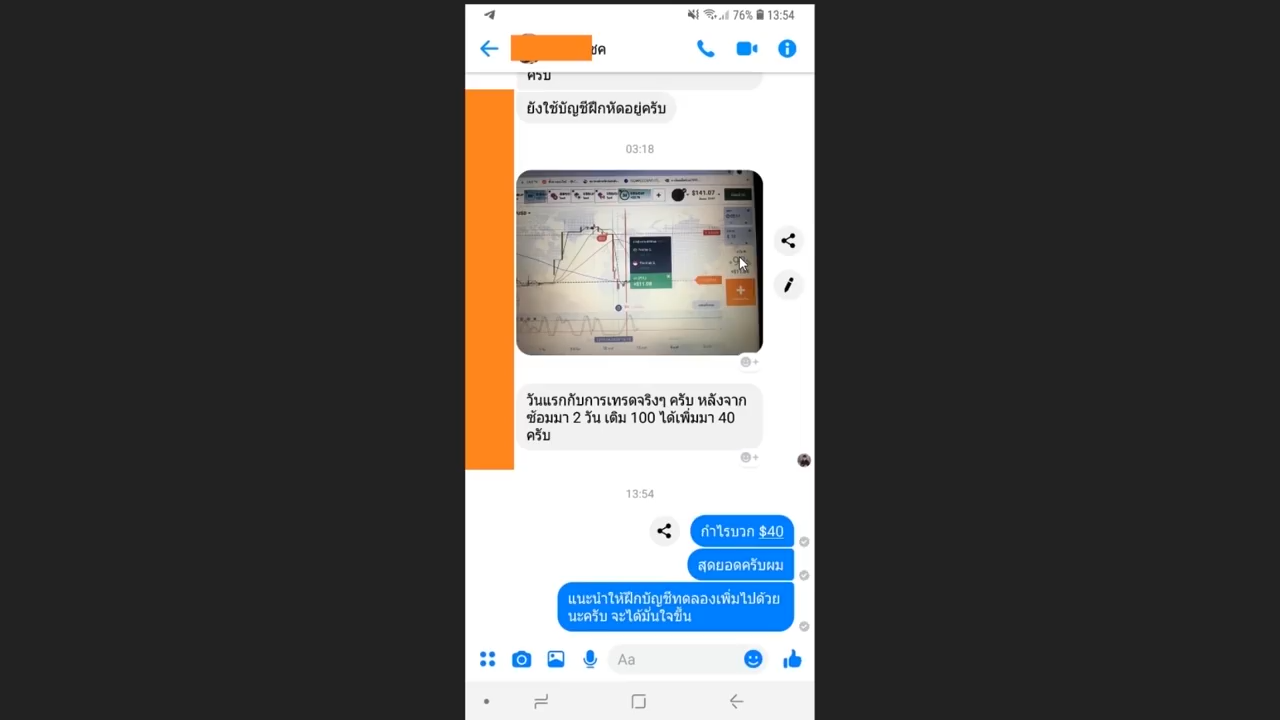 76% 13:54
ชค
ครับ
ยังใช้บัญชีฝึกหัดอยู่ครับ
03:18
$141.07
วันแรกกับการเทรดจริงๆ ครับ หลังจาก
ซ้อมมา 2 วัน เดิม 100 ได้เพิ่มมา 40
ครับ
13:54
กำไรบวก $40
สุดยอดครับผม
แนะนำให้ฝึกบัญชีทดลองเพิ่มไปด้วย
นะครับ จะได้มั่นใจขึ้น
Aa